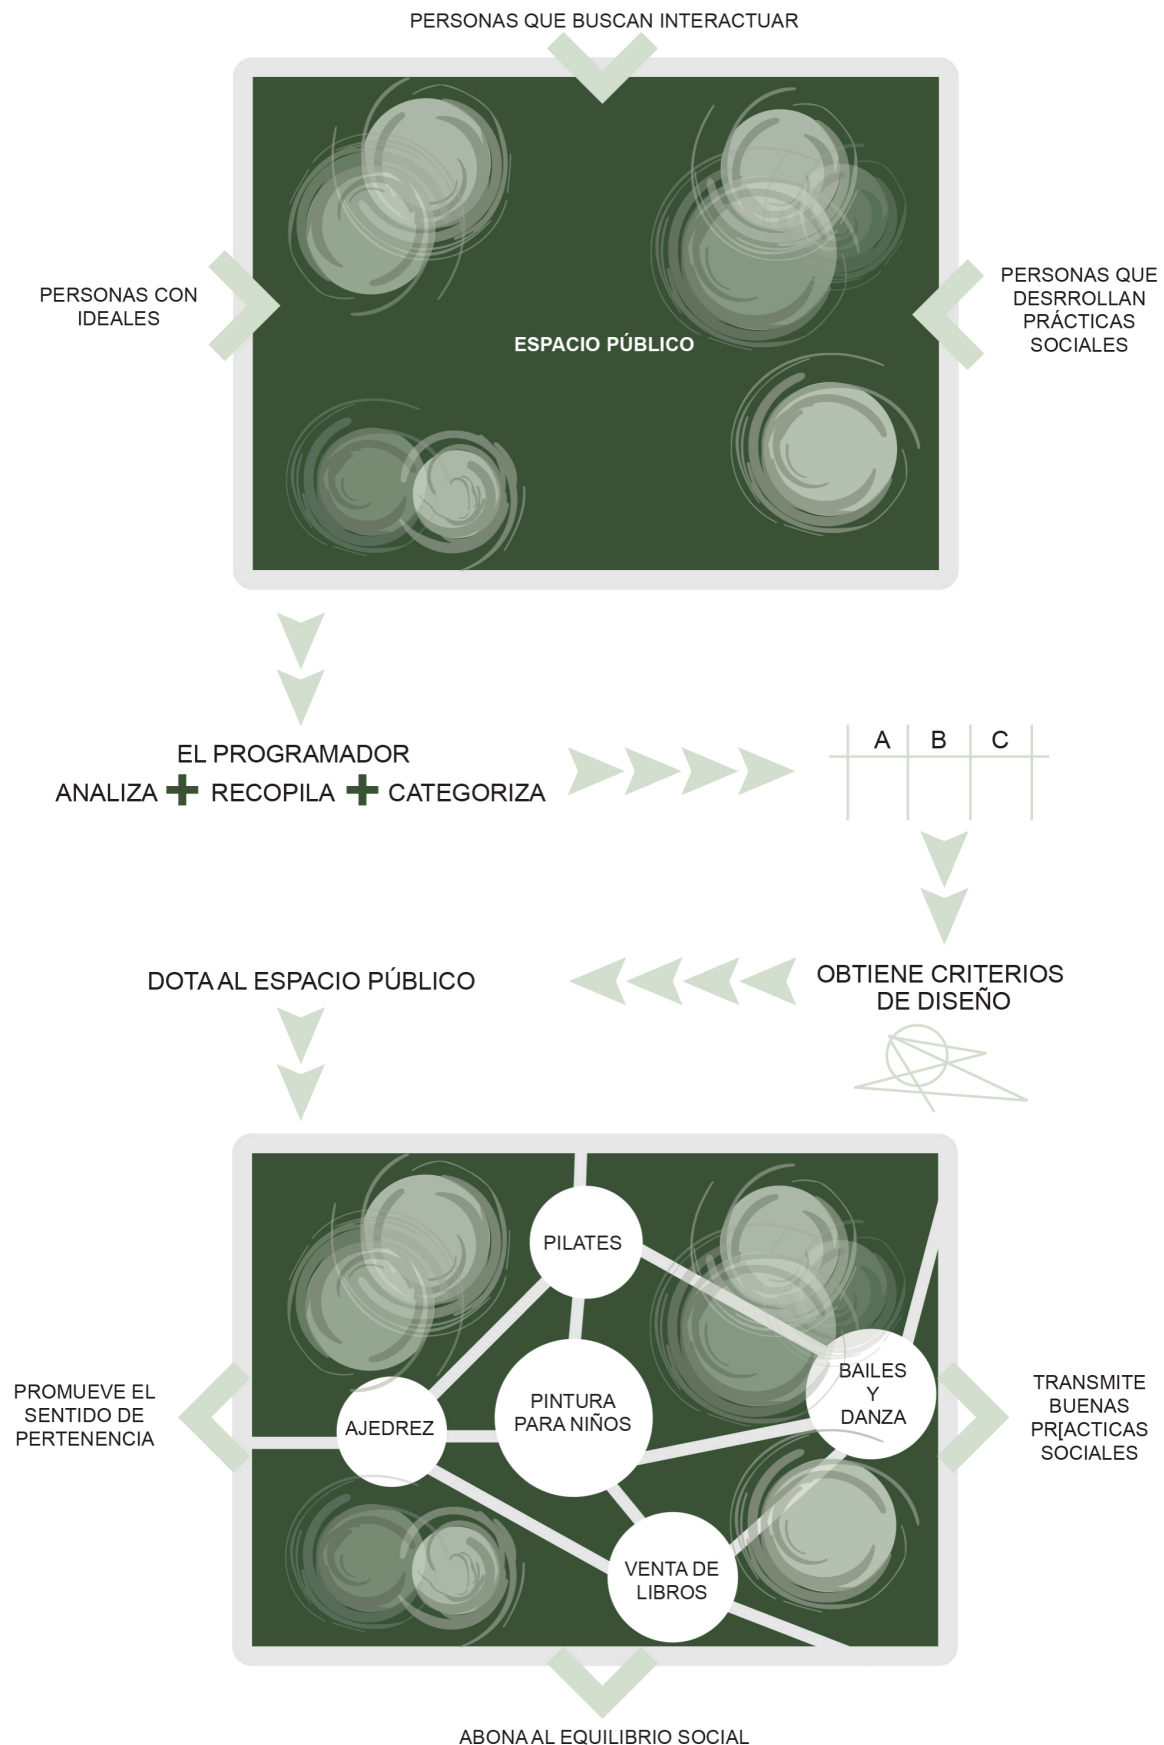 PERSONAS QUE BUSCAN INTERACTUAR
PERSONAS CON
IDEALES
ESPACIO PÚBLICO
PERSONAS QUE
DESRROLLAN
PRÁCTICAS
SOCIALES
EL PROGRAMADOR
ANALIZA + RECOPILA + CATEGORIZA
A B C
DOTA AL ESPACIO PÚBLICO
OBTIENE CRITERIOS
DE DISEÑO
PILATES
PINTURA
PARA NIÑOS
AJEDREZ
BAILES
Y
DANZA
VENTA DE
LIBROS
PROMUEVE EL
SENTIDO DE
PERTENENCIA
TRANSMITE
BUENAS
PR[ACTICAS
SOCIALES
ABONA AL EQUILIBRIO SOCIAL